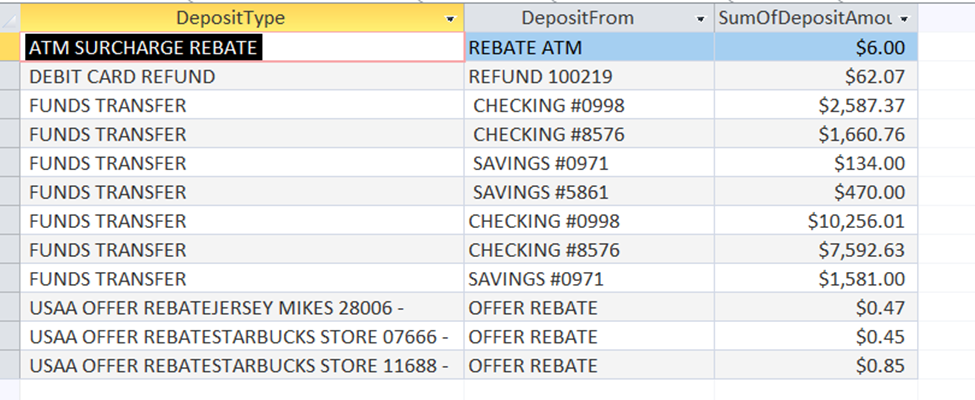 DepositType DepositFrom SumOfDepositAmou
ATM SURCHARGE REBATE REBATE ATM $6.00
DEBIT CARD REFUND REFUND 100219 $62.07
FUNDS TRANSFER CHECKING #0998 $2,587.37
FUNDS TRANSFER CHECKING #8576 $1,660.76
FUNDS TRANSFER SAVINGS #0971 $134.00
FUNDS TRANSFER SAVINGS #5861 $470.00
FUNDS TRANSFER CHECKING #0998 $10,256.01
FUNDS TRANSFER CHECKING #8576 $7,592.63
FUNDS TRANSFER SAVINGS #0971 $1,581.00
USAA OFFER REBATEJERSEY MIKES 28006 - OFFER REBATE $0.47
USAA OFFER REBATESTARBUCKS STORE 07666 - OFFER REBATE $0.45
USAA OFFER REBATESTARBUCKS STORE 11688 - OFFER REBATE $0.85